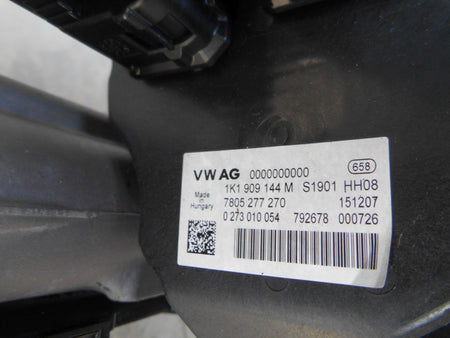 VW AG 0000000000 658
1K1 909 144 M S1901 HH08
Made in Hungary
7805 277 270 151207
0 273 010 054 792678 000726